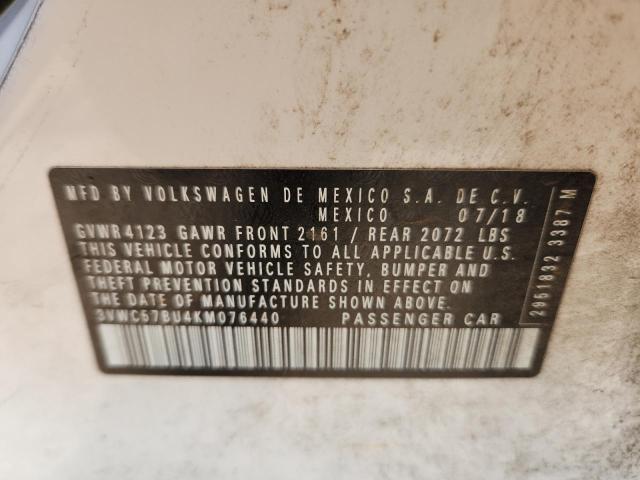 MFD BY VOLKSWAGEN DE MEXICO S.A. DE C.V.
MEXICO 07/18
GVWR 4123 GAWR FRONT 2161 / REAR 2072 LBS
THIS VEHICLE CONFORMS TO ALL APPLICABLE U.S.
FEDERAL MOTOR VEHICLE SAFETY, BUMPER AND
THEFT PREVENTION STANDARDS IN EFFECT ON
THE DATE OF MANUFACTURE SHOWN ABOVE.
3VWC57BU4KM076440 PASSENGER CAR
2951832 3387 M